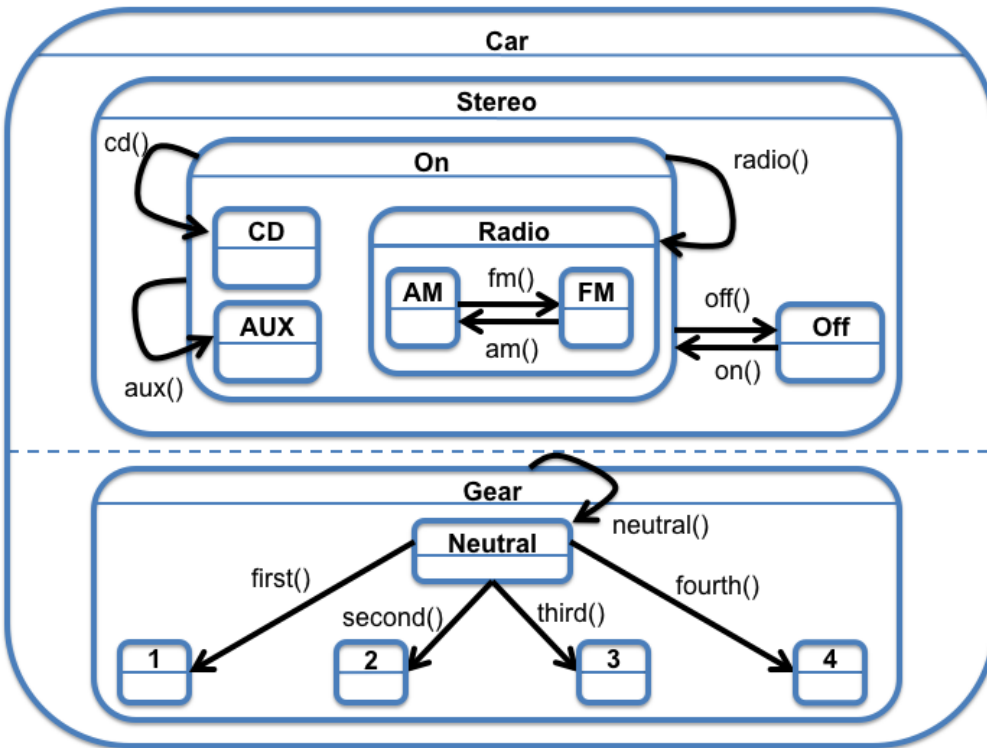 Car
Stereo
cd()
On
radio()
CD
Radio
AM
fm()
FM
off()
AUX
Off
am()
on()
aux()
Gear
neutral()
Neutral
first()
fourth()
second()
third()
1
2
3
4